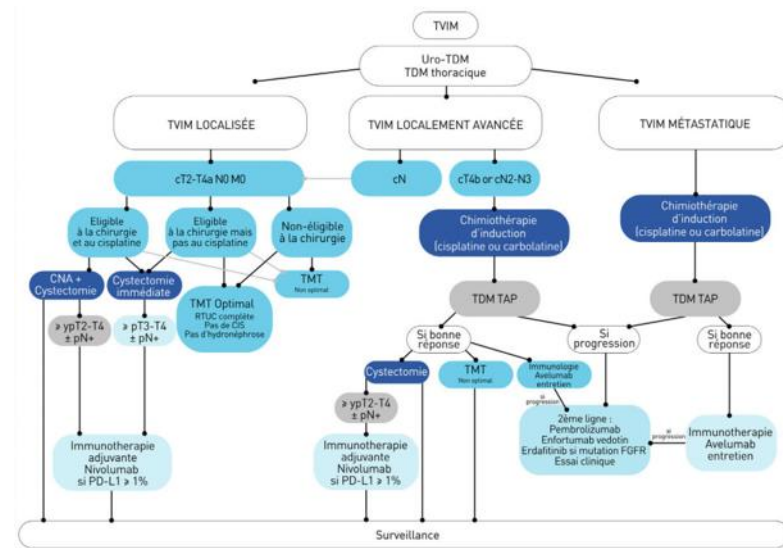 TVIM
Uro-TDM
TDM thoracique
TVIM LOCALISÉE
TVIM LOCALEMENT AVANCÉE
TVIM MÉTASTATIQUE
cT2-T4a N0 M0
cN
cT4b or cN2-N3
Eligible
à la chirurgie
et au cisplatine
Eligible
à la chirurgie mais
pas au cisplatine
Non-éligible
à la chirurgie
Chimiothérapie
d'induction
(cisplatine ou carbolatine)
Chimiothérapie
d'induction
(cisplatine ou carbolatine)
CNA +
Cystectomie
Cystectomie
immédiate
TMT
Non optimal
TMT Optimal
RTUC complète
Pas de CIS
Pas d'hydronéphrose
TDM TAP
TDM TAP
⩾ ypT2-T4
± pN+
⩾ pT3-T4
± pN+
Si bonne
réponse
Si
progression
Si bonne
réponse
Cystectomie
TMT
Non optimal
Immunologie
Avelumab
entretien
⩾ ypT2-T4
± pN+
si
progression
2ème ligne :
Pembrolizumab
Enfortumab vedotin
Erdafitinib si mutation FGFR
Essai clinique
si
progression
Immunotherapie
Avelumab
entretien
Immunotherapie
adjuvante
Nivolumab
si PD-L1 ⩾ 1%
Immunotherapie
adjuvante
Nivolumab
si PD-L1 ⩾ 1%
Surveillance